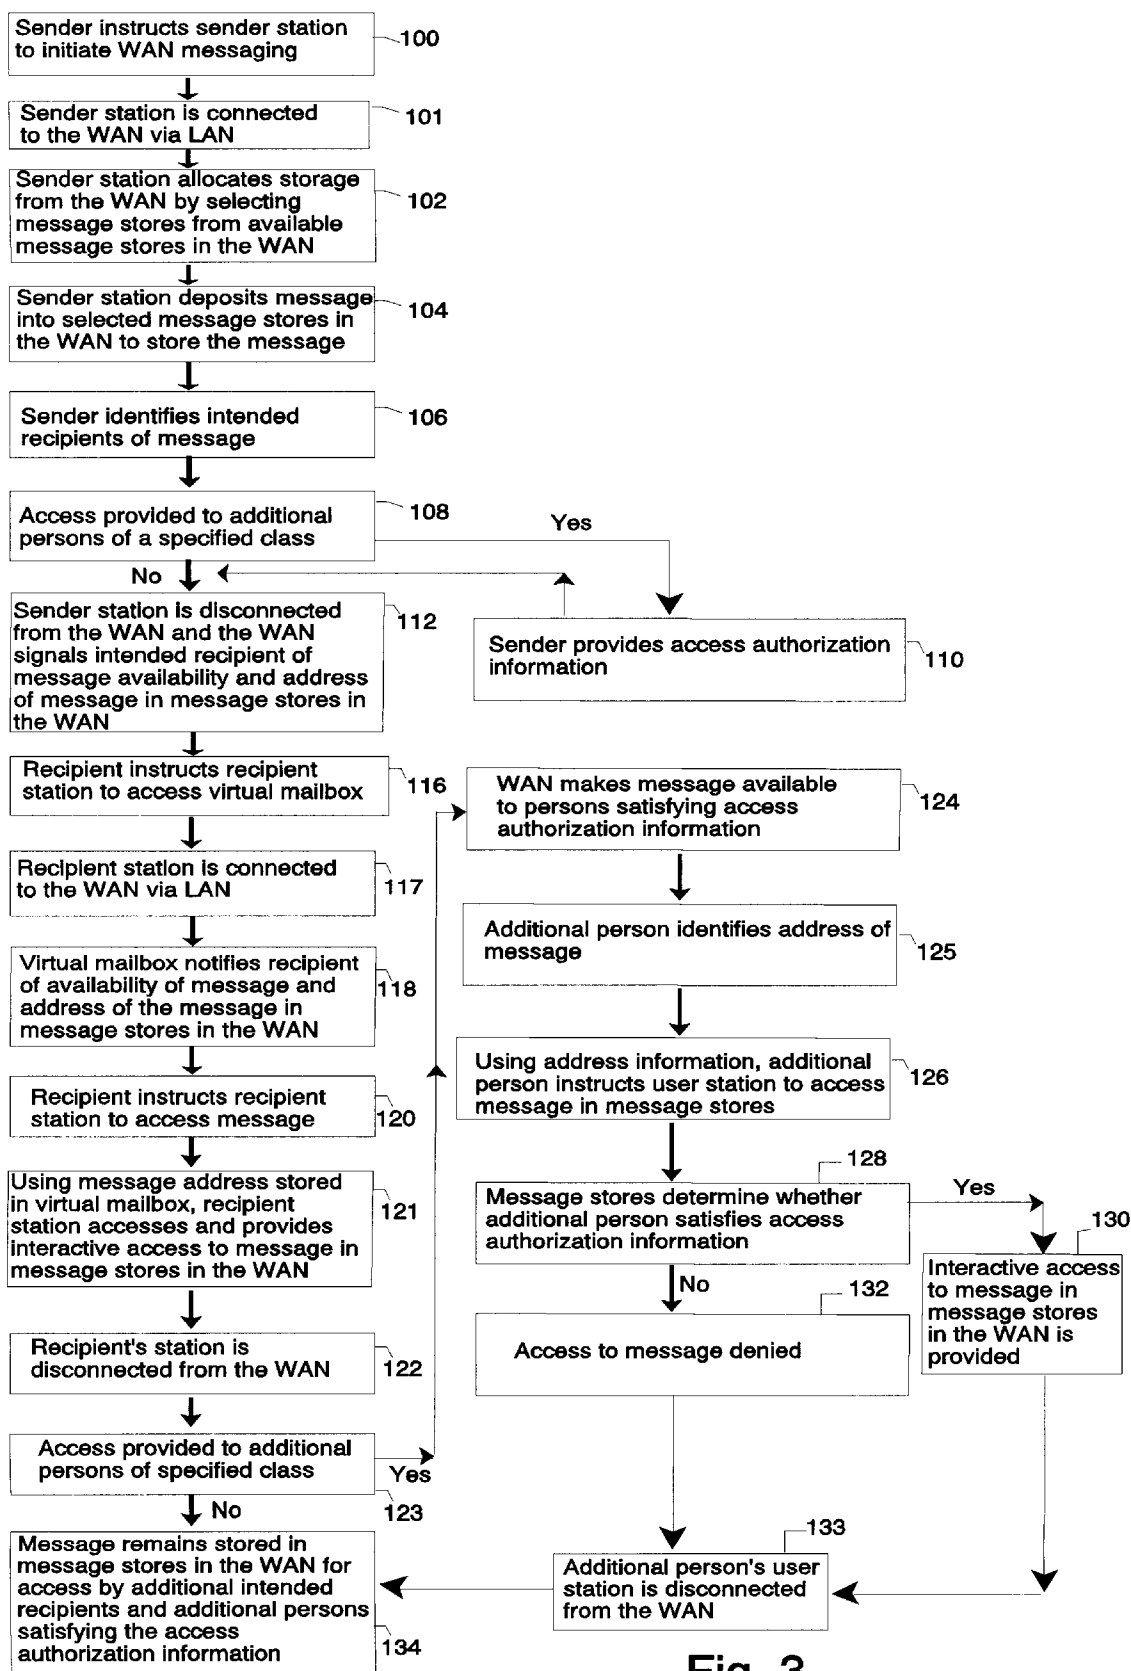 Sender instructs sender station
to initiate WAN messaging
100
Sender station is connected
to the WAN via LAN
101
Sender station allocates storage
from the WAN by selecting
message stores from available
message stores in the WAN
102
Sender station deposits message
into selected message stores in
the WAN to store the message
104
Sender identifies intended
recipients of message
106
Access provided to additional
persons of a specified class
108
Yes
No
Sender provides access authorization
information
110
Sender station is disconnected
from the WAN and the WAN
signals intended recipient of
message availability and address
of message in message stores in
the WAN
112
Recipient instructs recipient
station to access virtual mailbox
116
Recipient station is connected
to the WAN via LAN
117
Virtual mailbox notifies recipient
of availability of message and
address of the message in
message stores in the WAN
118
Recipient instructs recipient
station to access message
120
Using message address stored
in virtual mailbox, recipient
station accesses and provides
interactive access to message in
message stores in the WAN
121
Recipient's station is
disconnected from the WAN
122
Access provided to additional
persons of specified class
123
Yes
No
WAN makes message available
to persons satisfying access
authorization information
124
Additional person identifies address of
message
125
Using address information, additional
person instructs user station to access
message in message stores
126
Message stores determine whether
additional person satisfies access
authorization information
128
Yes
No
Interactive access
to message in
message stores
in the WAN is
provided
130
Access to message denied
132
Additional person's user
station is disconnected
from the WAN
133
Message remains stored in
message stores in the WAN for
access by additional intended
recipients and additional persons
satisfying the access
authorization information
134
Fig. 3